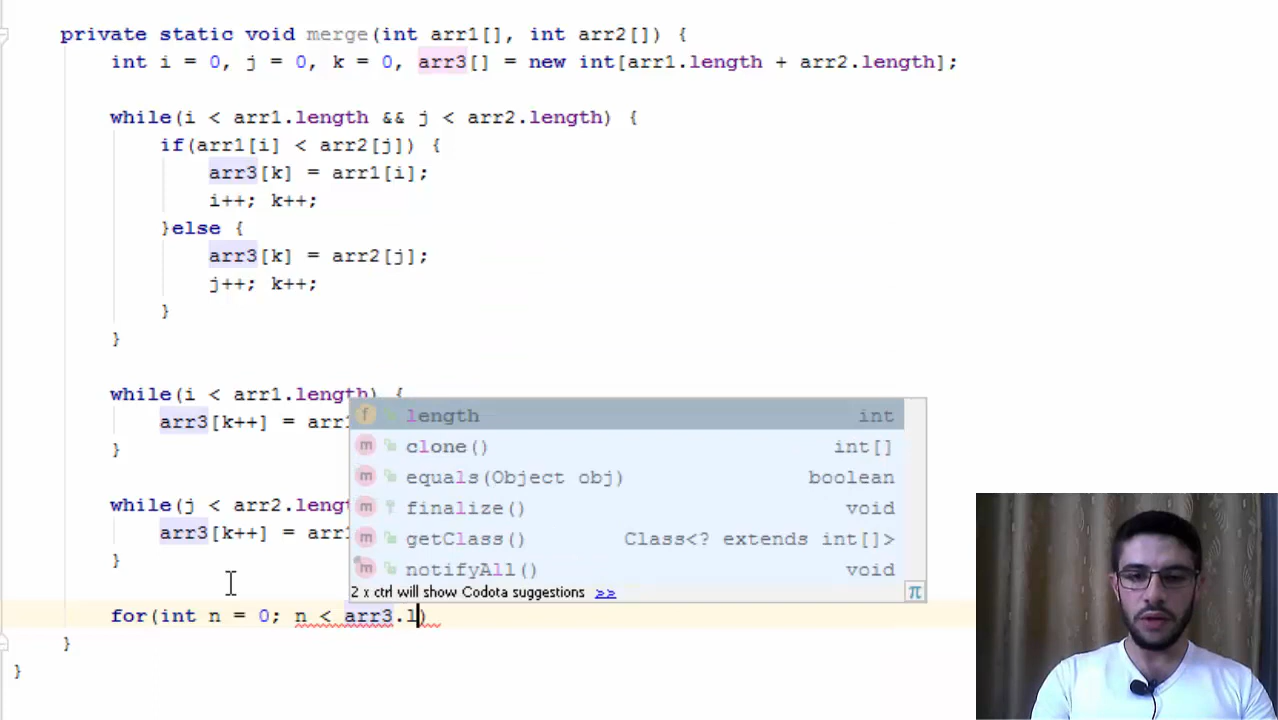 private static void merge(int arr1[], int arr2[]) {
int i = 0, j = 0, k = 0, arr3[] = new int[arr1.length + arr2.length];
while(i < arr1.length && j < arr2.length) {
if(arr1[i] < arr2[j]) {
arr3[k] = arr1[i];
i++; k++;
}else {
arr3[k] = arr2[j];
j++; k++;
}
}
while(i < arr1.length) {
arr3[k++] = arr1
}
while(j < arr2.lengt
arr3[k++] = arr1
}
for(int n = 0; n < arr3.l)
}
}
f length int
m clone() int[]
m equals(Object obj) boolean
m finalize() void
m getClass() Class<? extends int[]>
m notifyAll() void
2 x ctrl will show Codota suggestions >> π